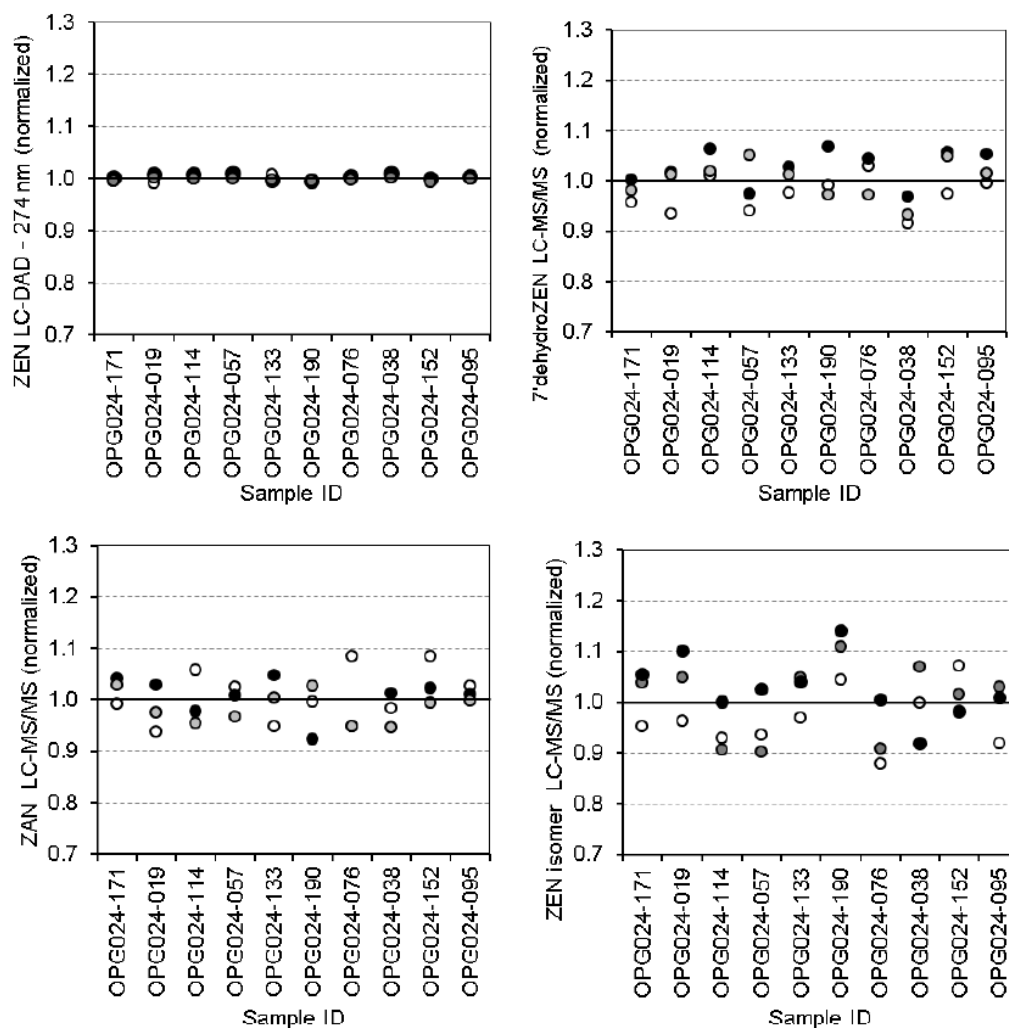 ZEN LC-DAD - 274 nm (normalized)
1.3
1.2
1.1
1.0
0.9
0.8
0.7
OPG024-171
OPG024-019
OPG024-114
OPG024-057
OPG024-133
OPG024-190
OPG024-076
OPG024-038
OPG024-152
OPG024-095
Sample ID
7'dehydroZEN LC-MS/MS (normalized)
1.3
1.2
1.1
1.0
0.9
0.8
0.7
OPG024-171
OPG024-019
OPG024-114
OPG024-057
OPG024-133
OPG024-190
OPG024-076
OPG024-038
OPG024-152
OPG024-095
Sample ID
ZAN LC-MS/MS (normalized)
1.3
1.2
1.1
1.0
0.9
0.8
0.7
OPG024-171
OPG024-019
OPG024-114
OPG024-057
OPG024-133
OPG024-190
OPG024-076
OPG024-038
OPG024-152
OPG024-095
Sample ID
ZEN isomer LC-MS/MS (normalized)
1.3
1.2
1.1
1.0
0.9
0.8
0.7
OPG024-171
OPG024-019
OPG024-114
OPG024-057
OPG024-133
OPG024-190
OPG024-076
OPG024-038
OPG024-152
OPG024-095
Sample ID